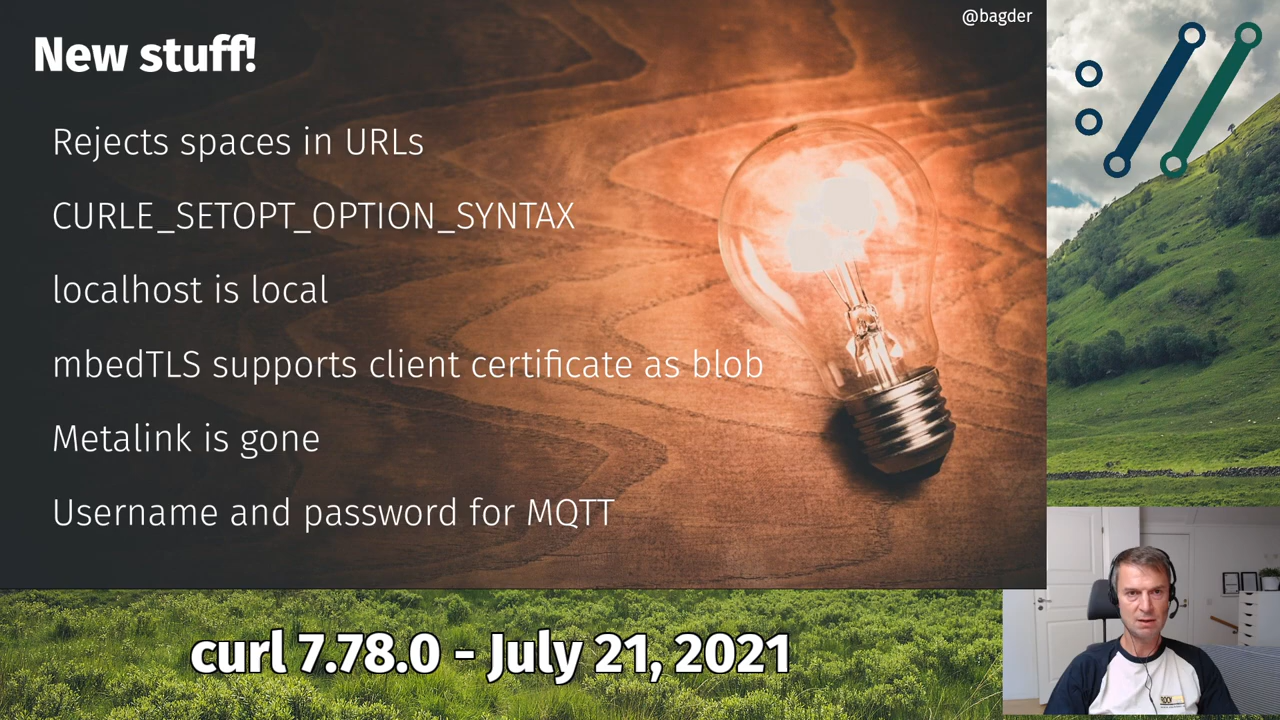 @bagder
New stuff!
Rejects spaces in URLs
CURLE_SETOPT_OPTION_SYNTAX
localhost is local
mbedTLS supports client certificate as blob
Metalink is gone
Username and password for MQTT
curl 7.78.0 - July 21, 2021